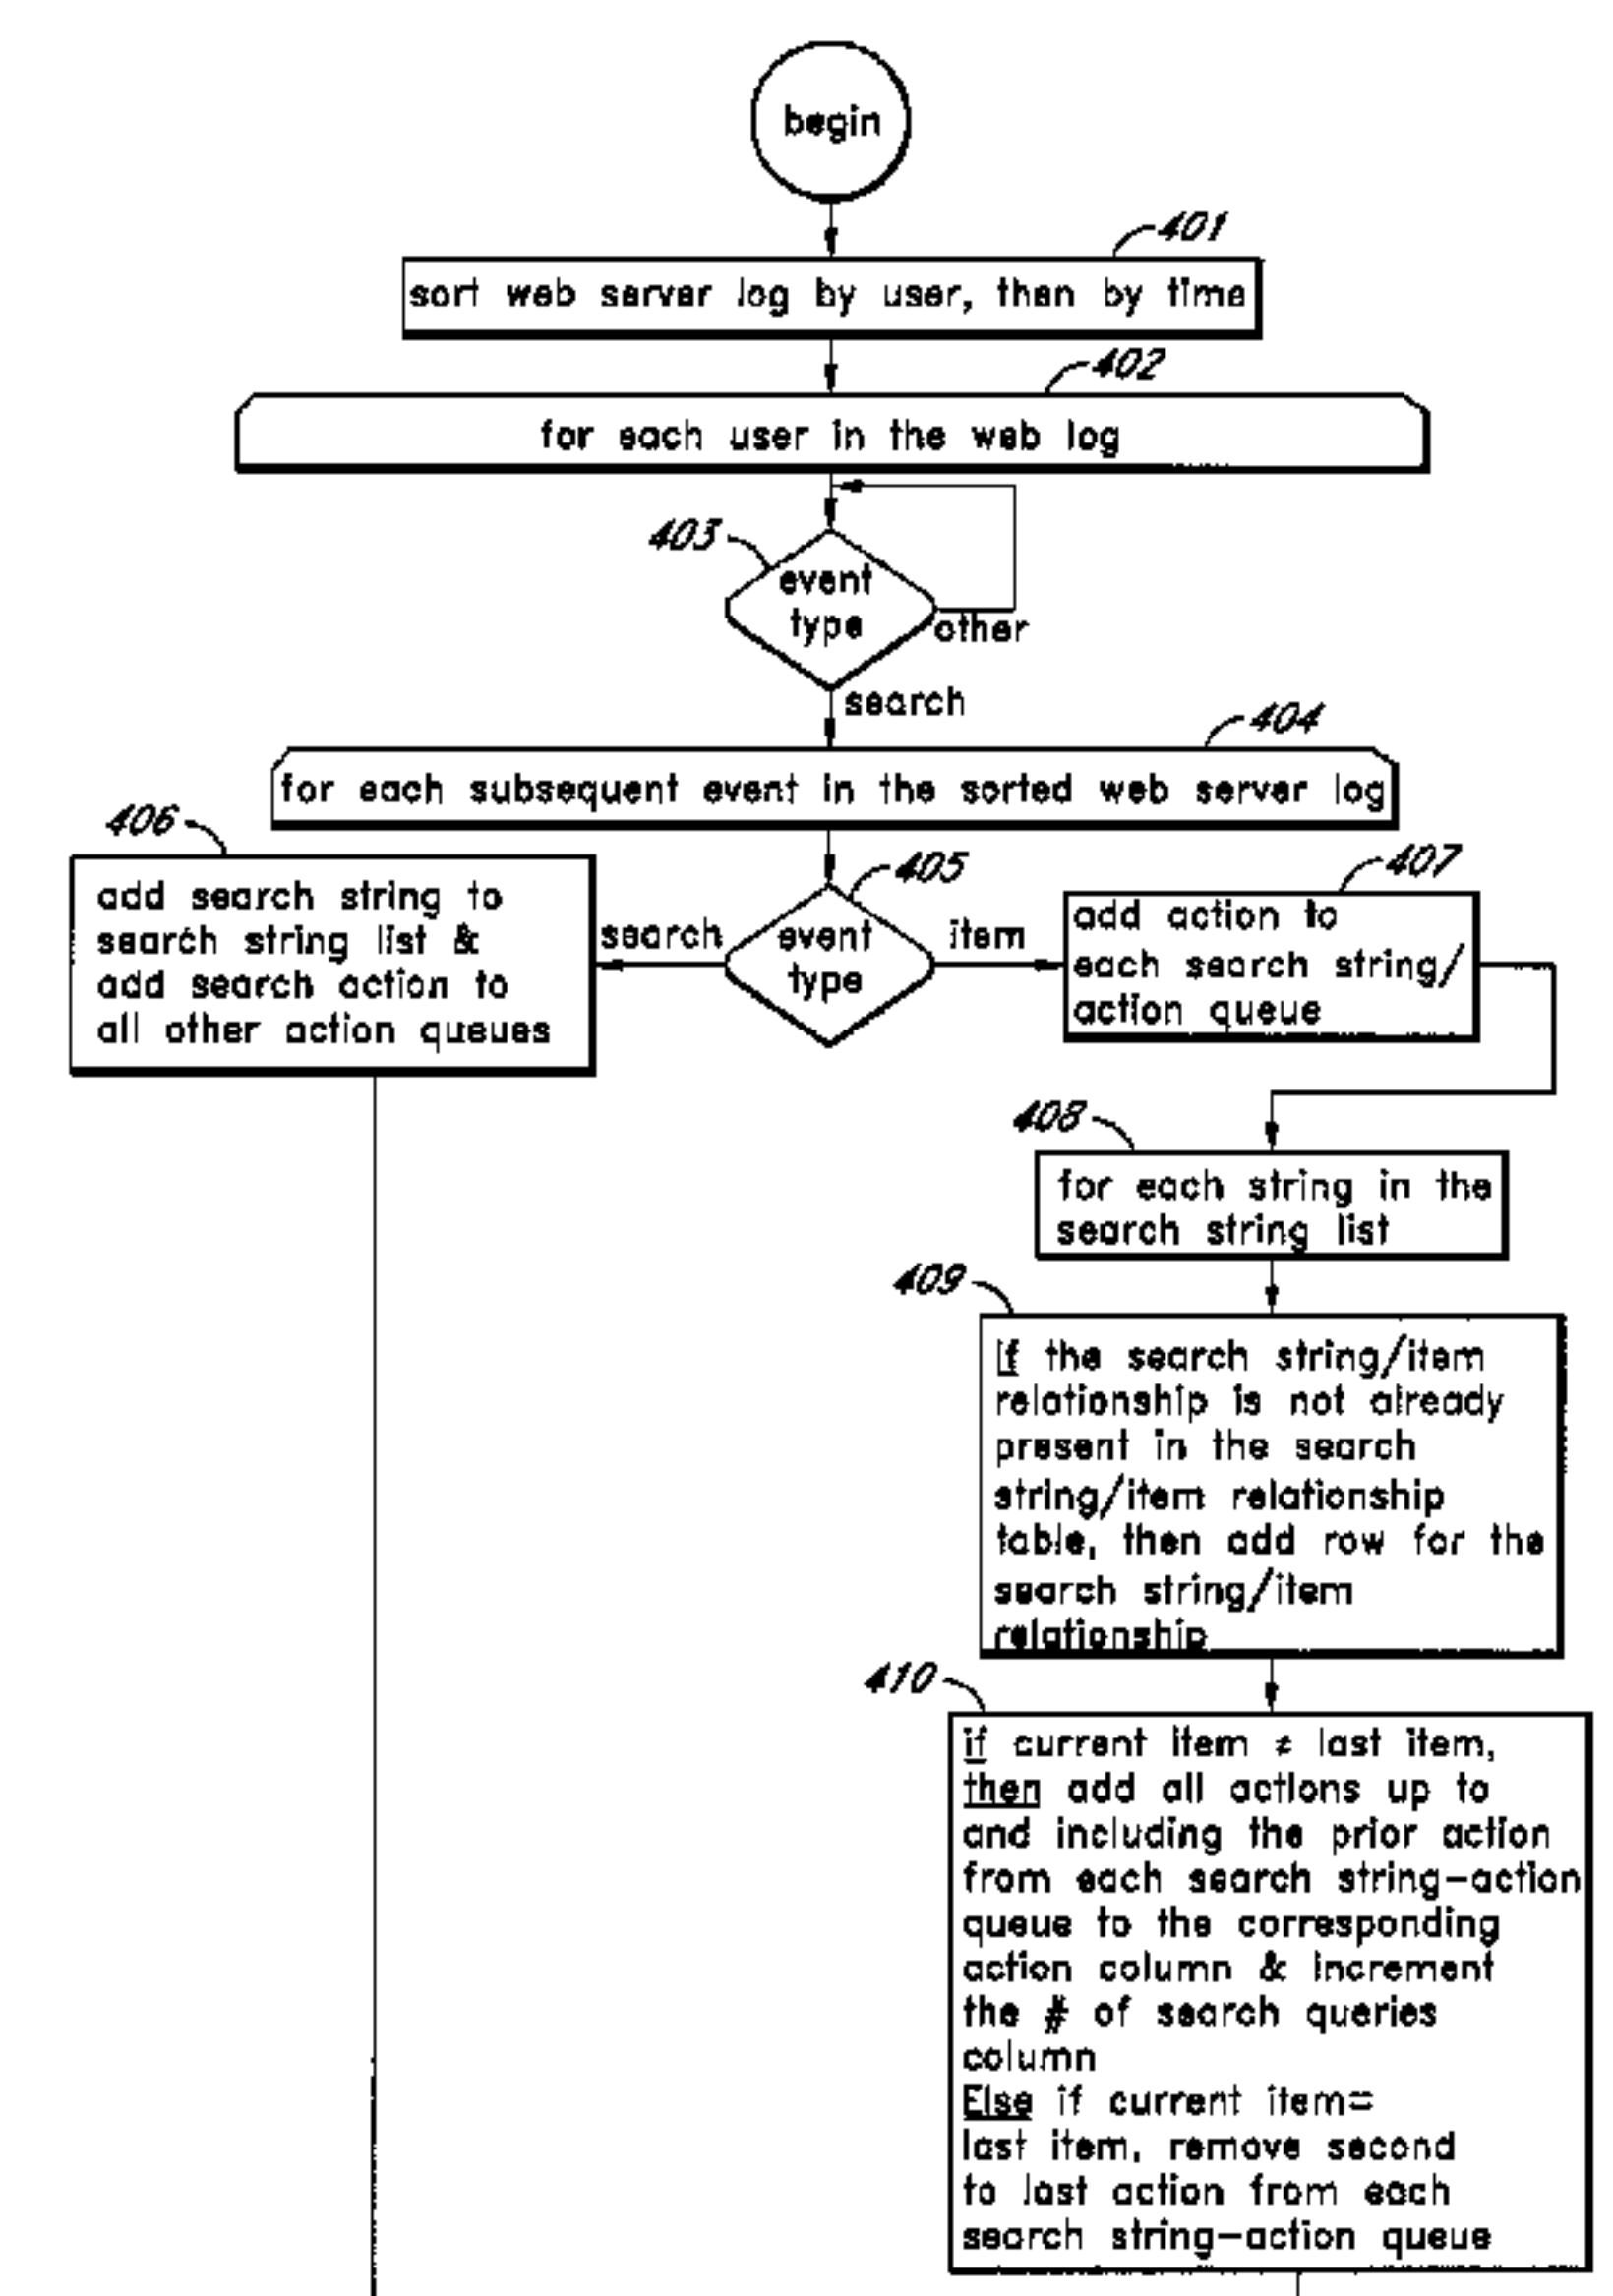 begin
401
sort web server log by user, then by time
402
for each user in the web log
403
event
type
other
search
404
for each subsequent event in the sorted web server log
406
add search string to
search string list &
add search action to
all other action queues
405
search
event
type
item
407
add action to
each search string/
action queue
408
for each string in the
search string list
409
If the search string/item
relationship is not already
present in the search
string/item relationship
table, then add row for the
search string/item
relationship
410
if current item ≠ last item,
then add all actions up to
and including the prior action
from each search string-action
queue to the corresponding
action column & increment
the # of search queries
column
Else if current item=
last item, remove second
to last action from each
search string-action queue